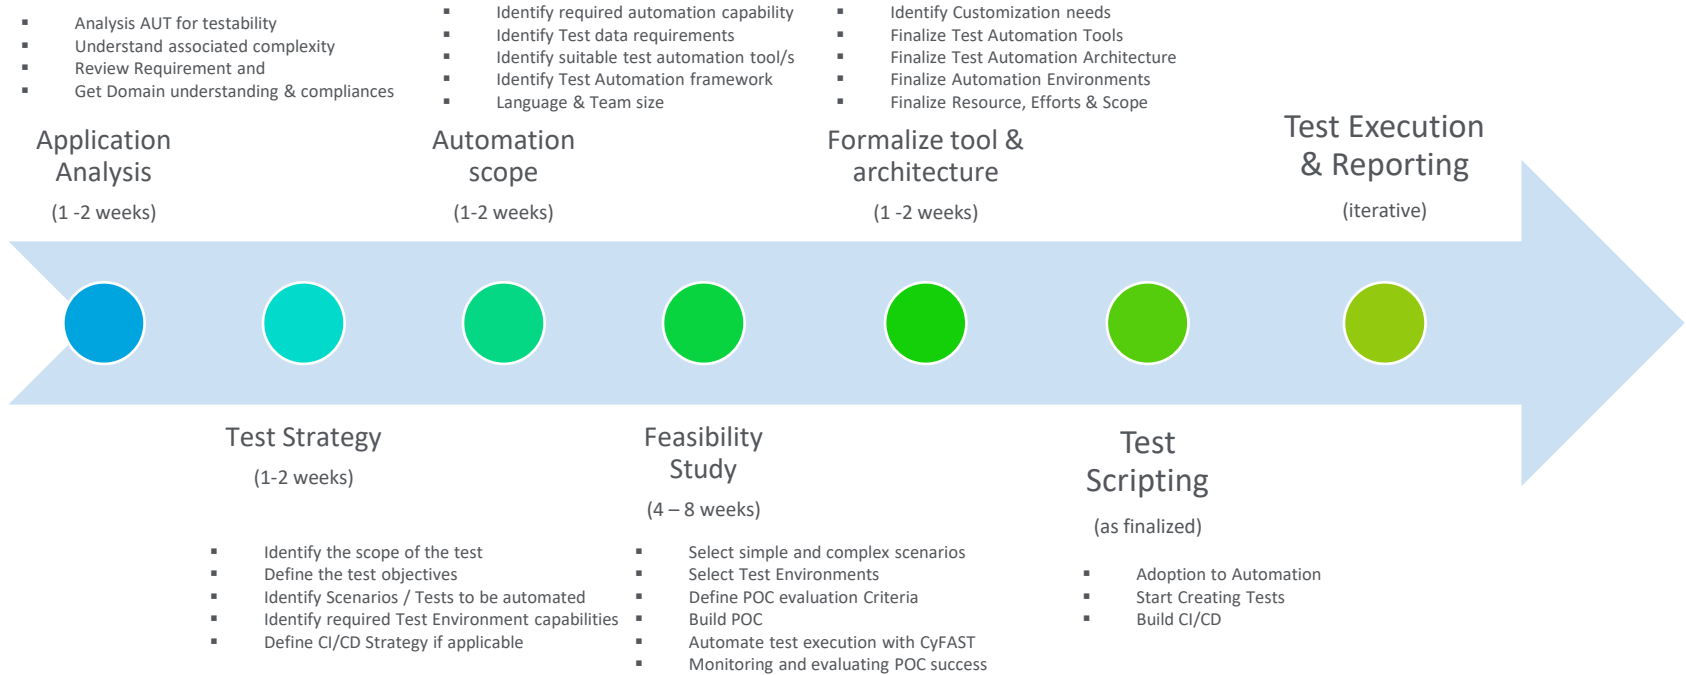 Analysis AUT for testability
Understand associated complexity
Review Requirement and
Get Domain understanding & compliances
Application
Analysis
(1 -2 weeks)
Identify required automation capability
Identify Test data requirements
Identify suitable test automation tool/s
Identify Test Automation framework
Language & Team size
Automation
scope
(1-2 weeks)
Identify Customization needs
Finalize Test Automation Tools
Finalize Test Automation Architecture
Finalize Automation Environments
Finalize Resource, Efforts & Scope
Formalize tool &
architecture
(1 -2 weeks)
Test Execution
& Reporting
(iterative)
Test Strategy
(1-2 weeks)
Identify the scope of the test
Define the test objectives
Identify Scenarios / Tests to be automated
Identify required Test Environment capabilities
Define CI/CD Strategy if applicable
Feasibility
Study
(4 – 8 weeks)
Select simple and complex scenarios
Select Test Environments
Define POC evaluation Criteria
Build POC
Automate test execution with CyFAST
Monitoring and evaluating POC success
Test
Scripting
(as finalized)
Adoption to Automation
Start Creating Tests
Build CI/CD